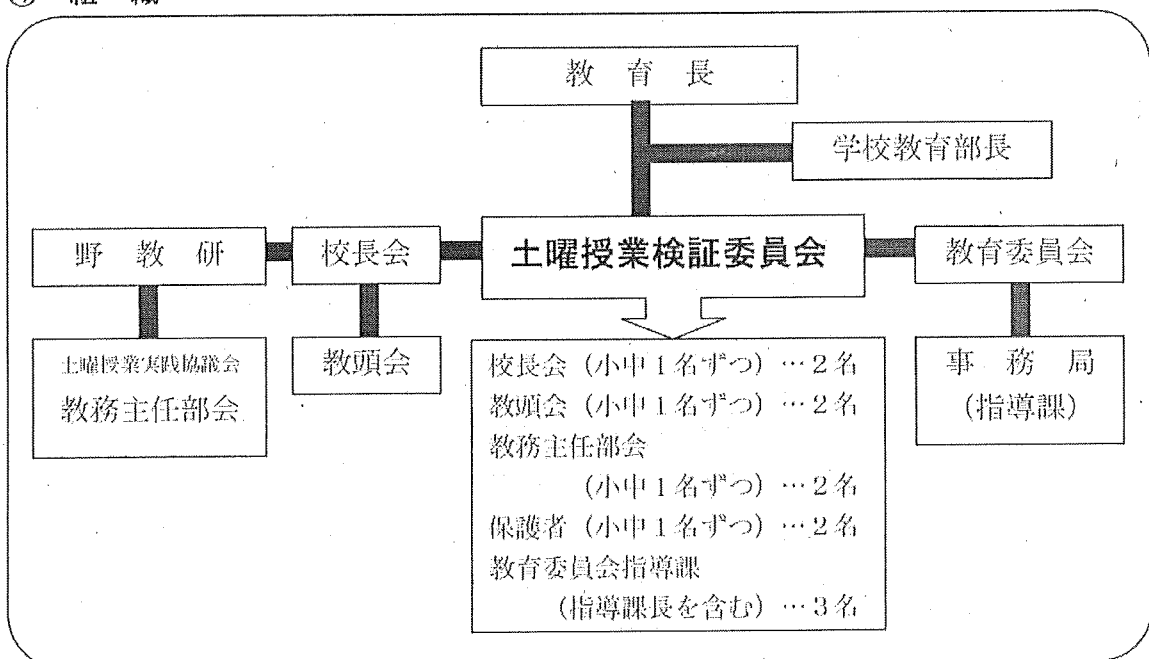 組　織
教　育　長
学校教育部長
野　教　研
校長会
土曜授業検証委員会
教育委員会
土曜授業実践協議会
教務主任部会
教頭会
校長会（小中１名ずつ）…２名
教頭会（小中１名ずつ）…２名
教務主任部会
（小中１名ずつ）…２名
保護者（小中１名ずつ）…２名
教育委員会指導課
（指導課長を含む）…３名
事　務　局
（指導課）